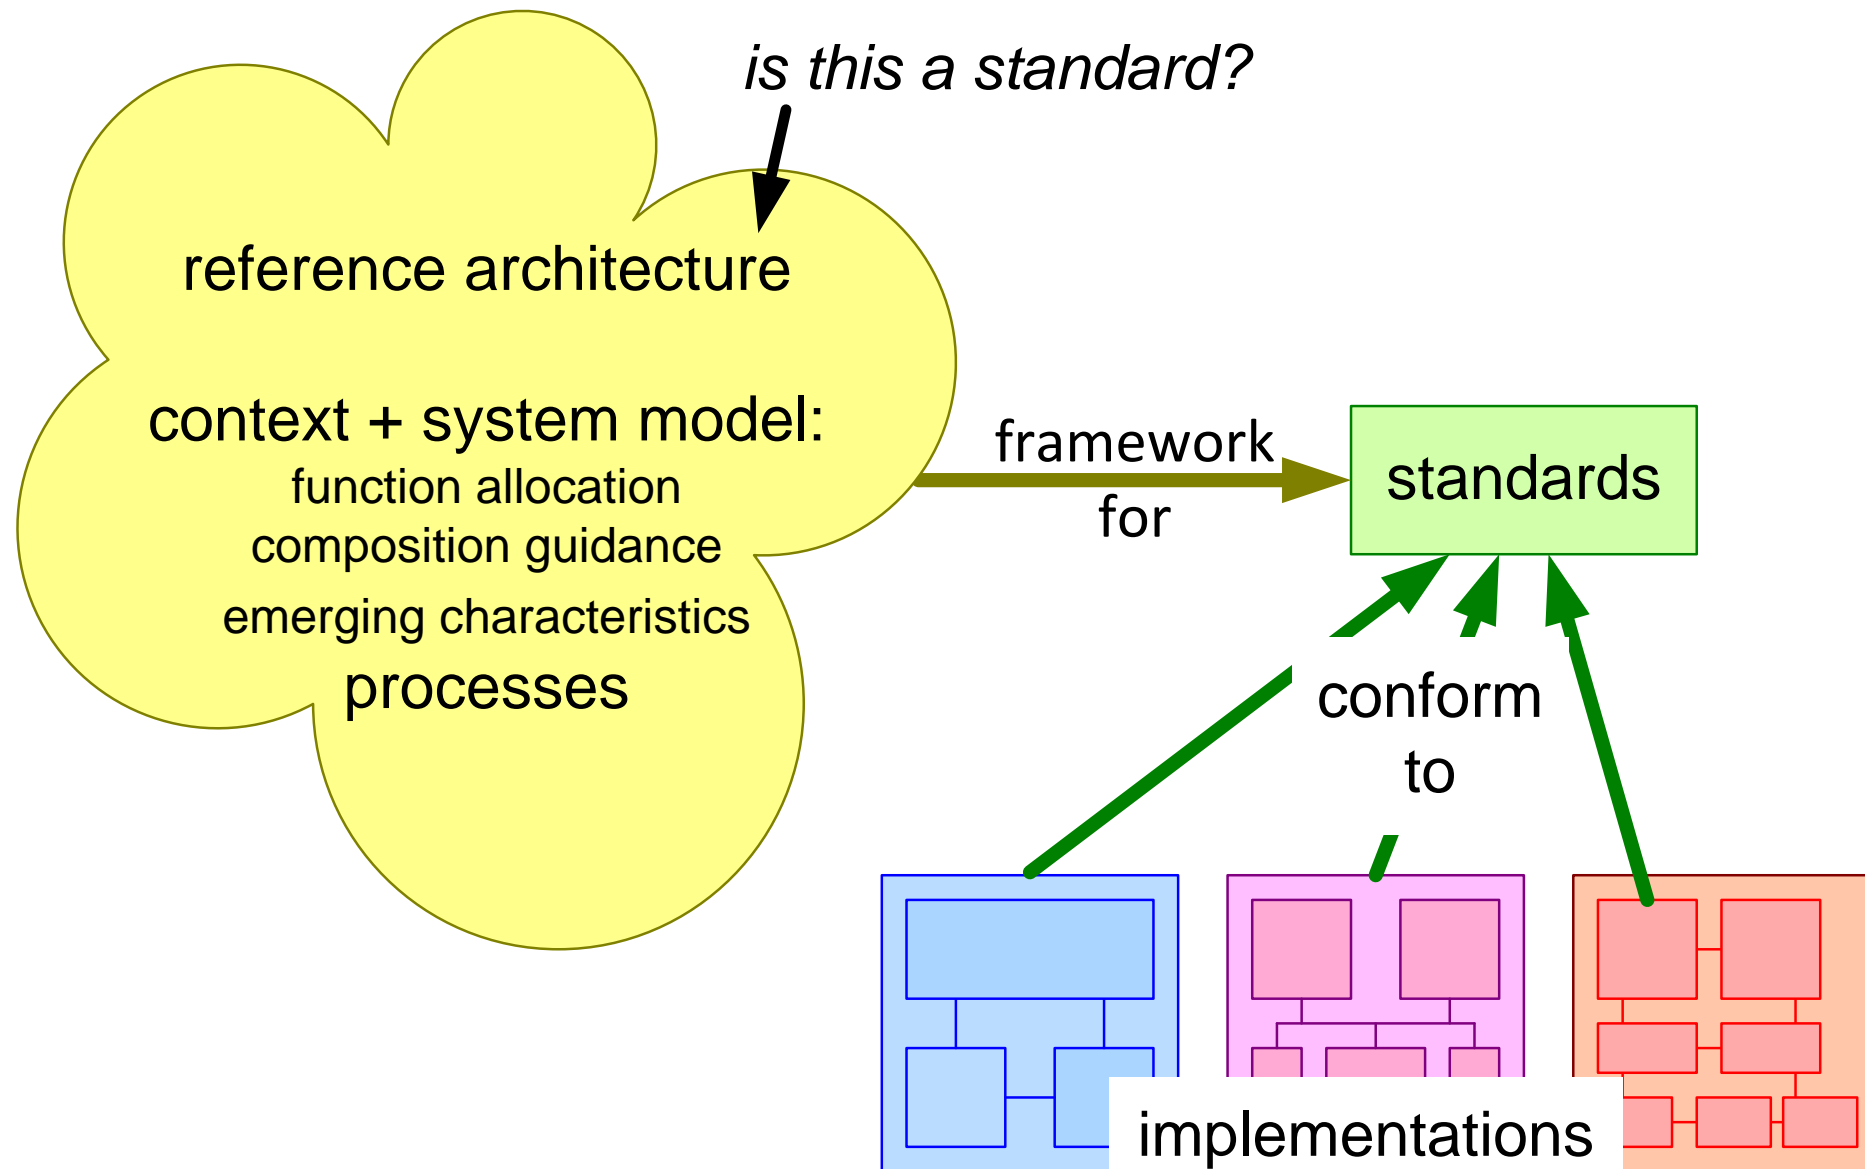 is this a standard?
reference architecture
context + system model:
function allocation
composition guidance
emerging characteristics
processes
framework
for
standards
conform
to
implementations